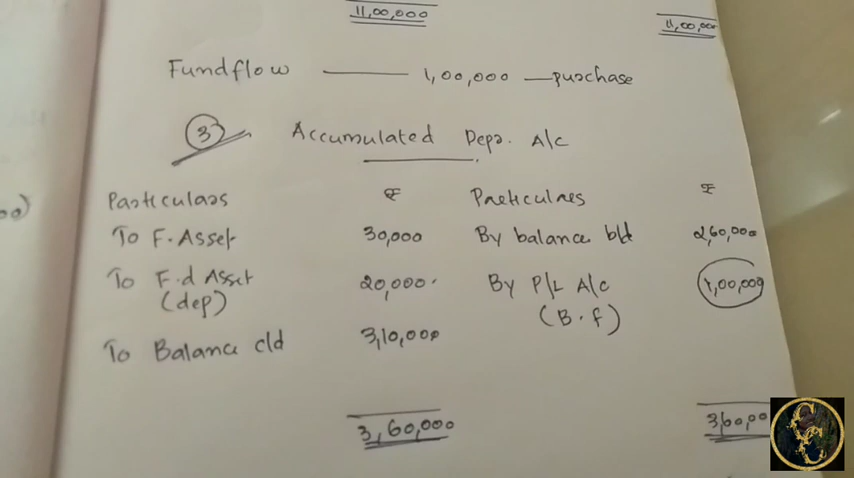 11,00,000 11,00,000
Fundflow — 1,00,000 — purchase
3 Accumulated Depr. A/c
Particulars ₹ Particulars ₹
To F. Asset 30,000 By balance b/d 2,60,000
To F.d Asset 20,000 By P/L A/c 1,00,000
(dep) (B.f)
To Balance c/d 3,10,000
3,60,000 3,60,00